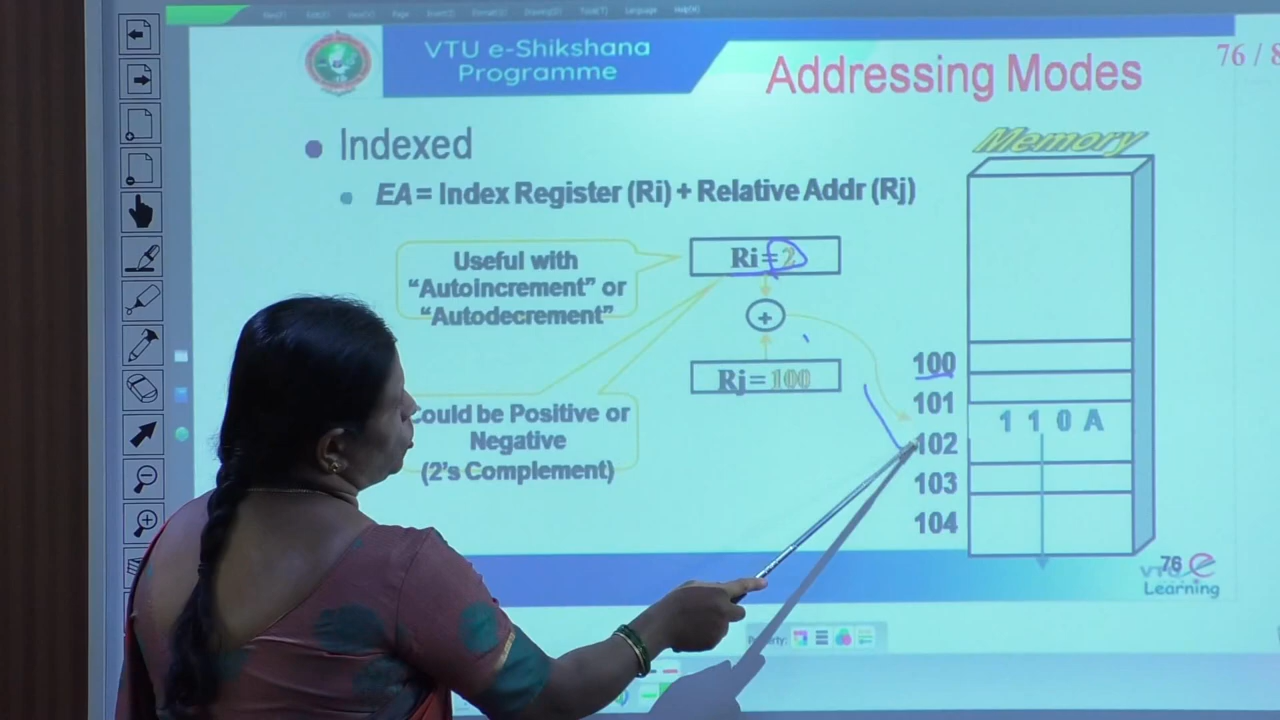 VTU e-Shikshana
Programme
Addressing Modes
76 / 8
Indexed
EA = Index Register (Ri) + Relative Addr (Rj)
Memory
Useful with
“Autoincrement” or
“Autodecrement”
Ri = 2
+
Rj = 100
Could be Positive or
Negative
(2’s Complement)
100
101
102
103
104
1 1 0 A
76
VTU e
Learning